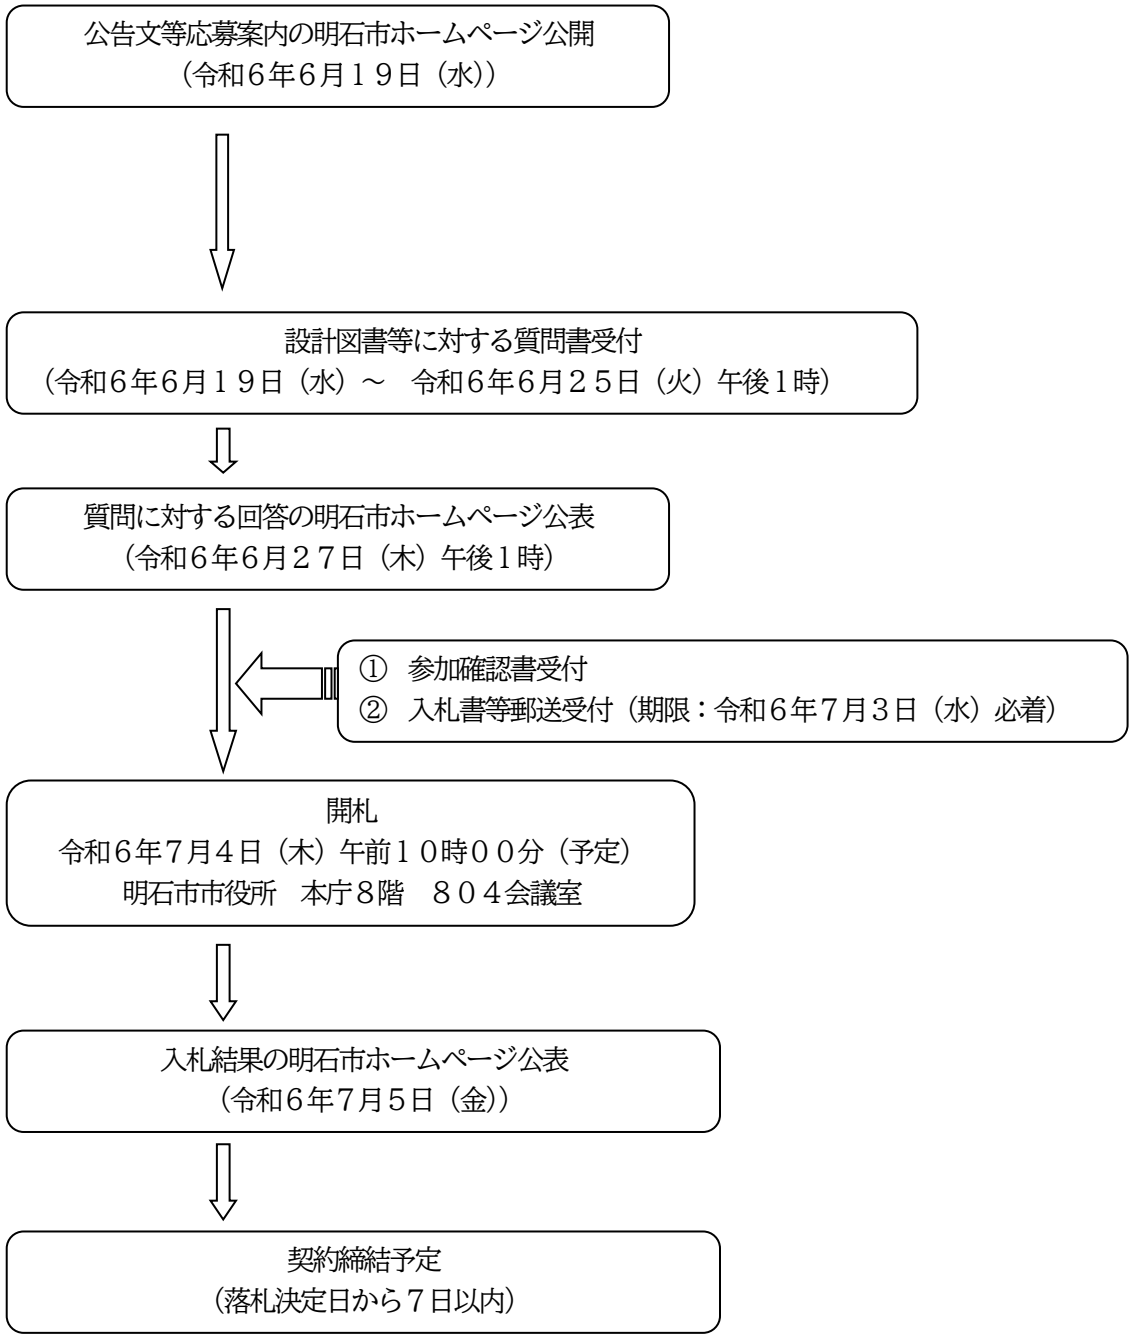 公告文等応募案内の明石市ホームページ公開
（令和６年６月１９日（水））
設計図書等に対する質問書受付
（令和６年６月１９日（水）～　令和６年６月２５日（火）午後１時）
質問に対する回答の明石市ホームページ公表
（令和６年６月２７日（木）午後１時）
①　参加確認書受付
②　入札書等郵送受付（期限：令和６年７月３日（水）必着）
開札
令和６年７月４日（木）午前１０時００分（予定）
明石市市役所　本庁８階　８０４会議室
入札結果の明石市ホームページ公表
（令和６年７月５日（金））
契約締結予定
（落札決定日から７日以内）